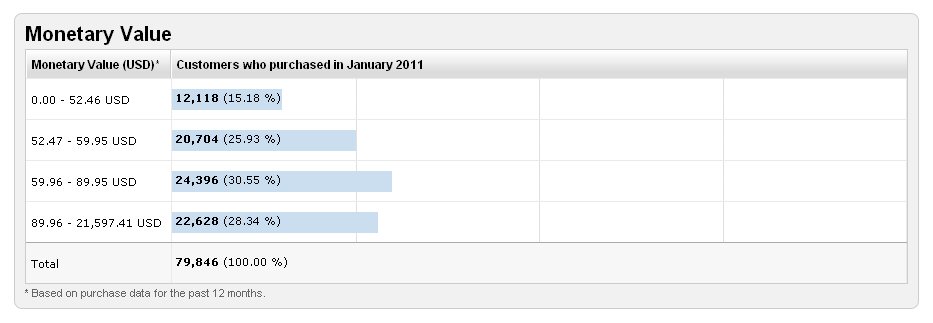 Monetary Value
Monetary Value (USD)* Customers who purchased in January 2011
0.00 - 52.46 USD 12,118 (15.18 %)
52.47 - 59.95 USD 20,704 (25.93 %)
59.96 - 89.95 USD 24,396 (30.55 %)
89.96 - 21,597.41 USD 22,628 (28.34 %)
Total 79,846 (100.00 %)
* Based on purchase data for the past 12 months.